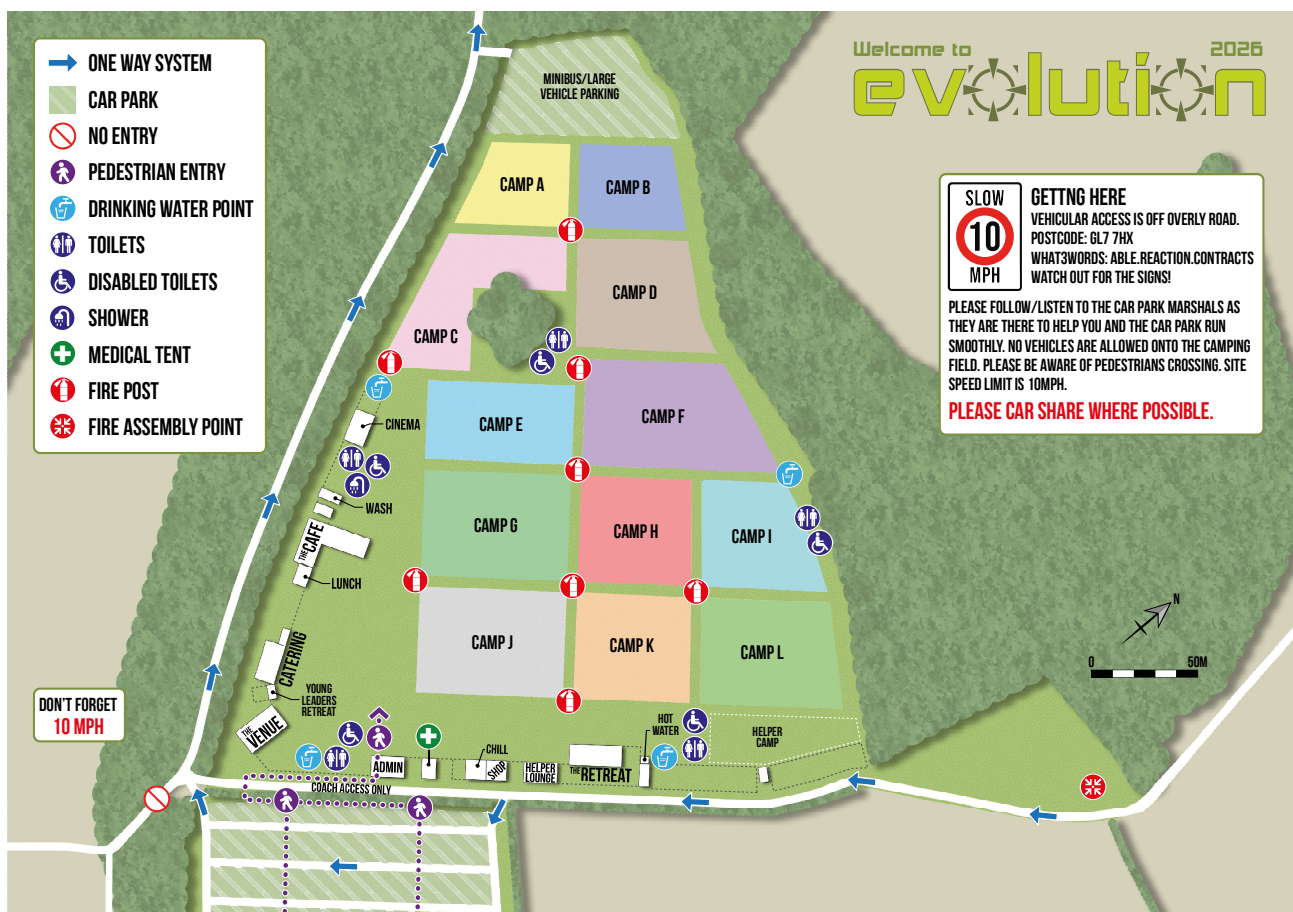 ONE WAY SYSTEM
CAR PARK
NO ENTRY
PEDESTRIAN ENTRY
DRINKING WATER POINT
TOILETS
DISABLED TOILETS
SHOWER
MEDICAL TENT
FIRE POST
FIRE ASSEMBLY POINT
Welcome to 2026
evolution
SLOW
10
MPH
GETTNG HERE
VEHICULAR ACCESS IS OFF OVERLY ROAD.
POSTCODE: GL7 7HX
WHAT3WORDS: ABLE.REACTION.CONTRACTS
WATCH OUT FOR THE SIGNS!
PLEASE FOLLOW/LISTEN TO THE CAR PARK MARSHALS AS
THEY ARE THERE TO HELP YOU AND THE CAR PARK RUN
SMOOTHLY. NO VEHICLES ARE ALLOWED ONTO THE CAMPING
FIELD. PLEASE BE AWARE OF PEDESTRIANS CROSSING. SITE
SPEED LIMIT IS 10MPH.
PLEASE CAR SHARE WHERE POSSIBLE.
MINIBUS/LARGE
VEHICLE PARKING
CAMP A
CAMP B
CAMP C
CAMP D
CAMP E
CAMP F
CAMP G
CAMP H
CAMP I
CAMP J
CAMP K
CAMP L
CINEMA
WASH
THE CAFE
LUNCH
CATERING
YOUNG
LEADERS
RETREAT
THE VENUE
ADMIN
CHILL
SHOP
HELPER
LOUNGE
THE RETREAT
HOT
WATER
HELPER
CAMP
COACH ACCESS ONLY
DON'T FORGET
10 MPH
N
0 50M